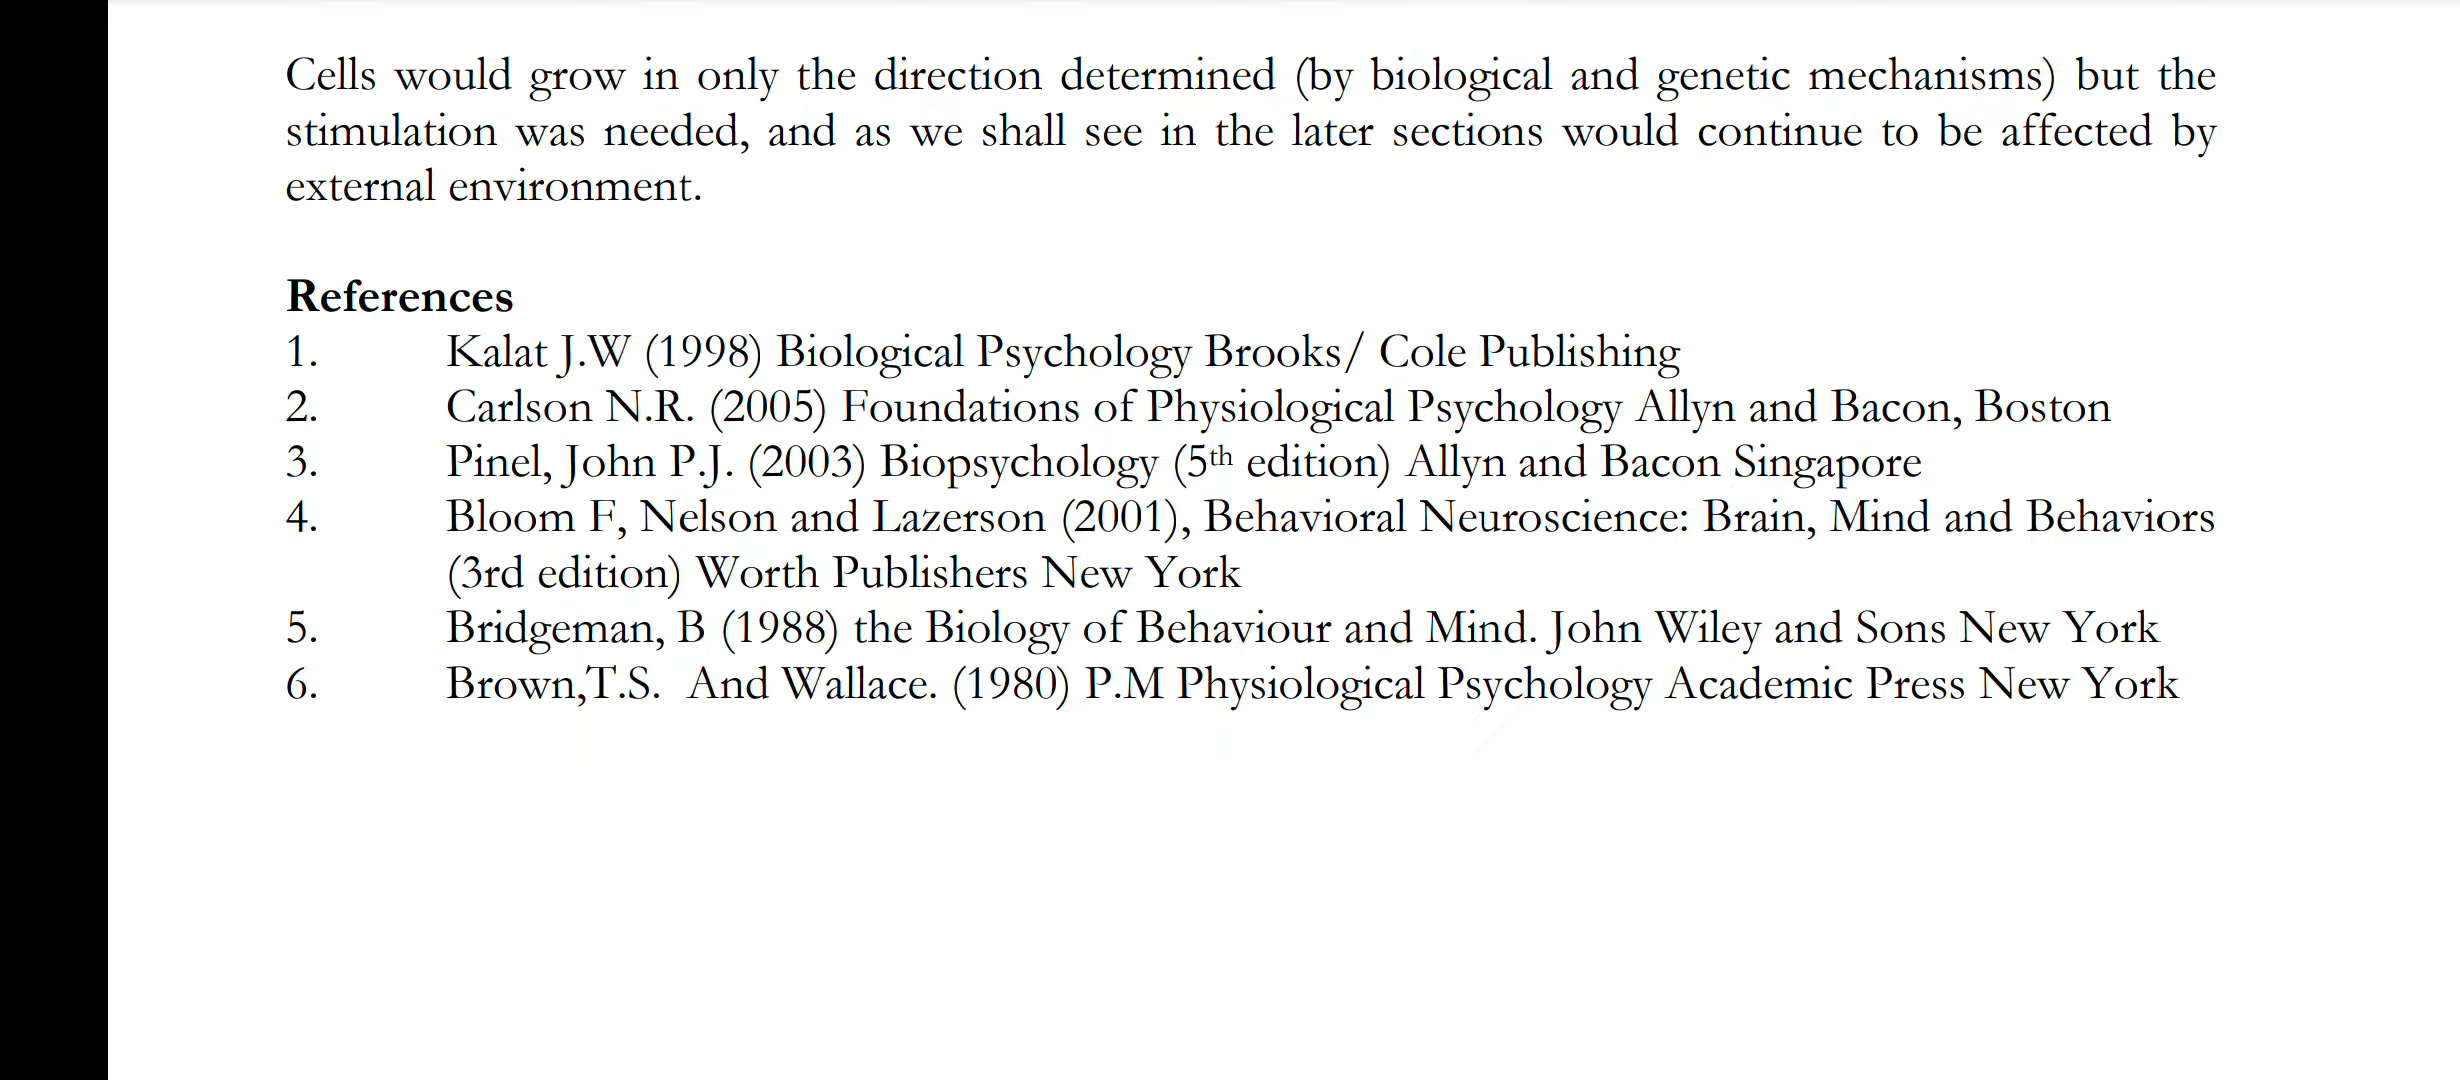 Cells would grow in only the direction determined (by biological and genetic mechanisms) but the
stimulation was needed, and as we shall see in the later sections would continue to be affected by
external environment.
References
1. Kalat J.W (1998) Biological Psychology Brooks/ Cole Publishing
2. Carlson N.R. (2005) Foundations of Physiological Psychology Allyn and Bacon, Boston
3. Pinel, John P.J. (2003) Biopsychology (5th edition) Allyn and Bacon Singapore
4. Bloom F, Nelson and Lazerson (2001), Behavioral Neuroscience: Brain, Mind and Behaviors
(3rd edition) Worth Publishers New York
5. Bridgeman, B (1988) the Biology of Behaviour and Mind. John Wiley and Sons New York
6. Brown,T.S.  And Wallace. (1980) P.M Physiological Psychology Academic Press New York